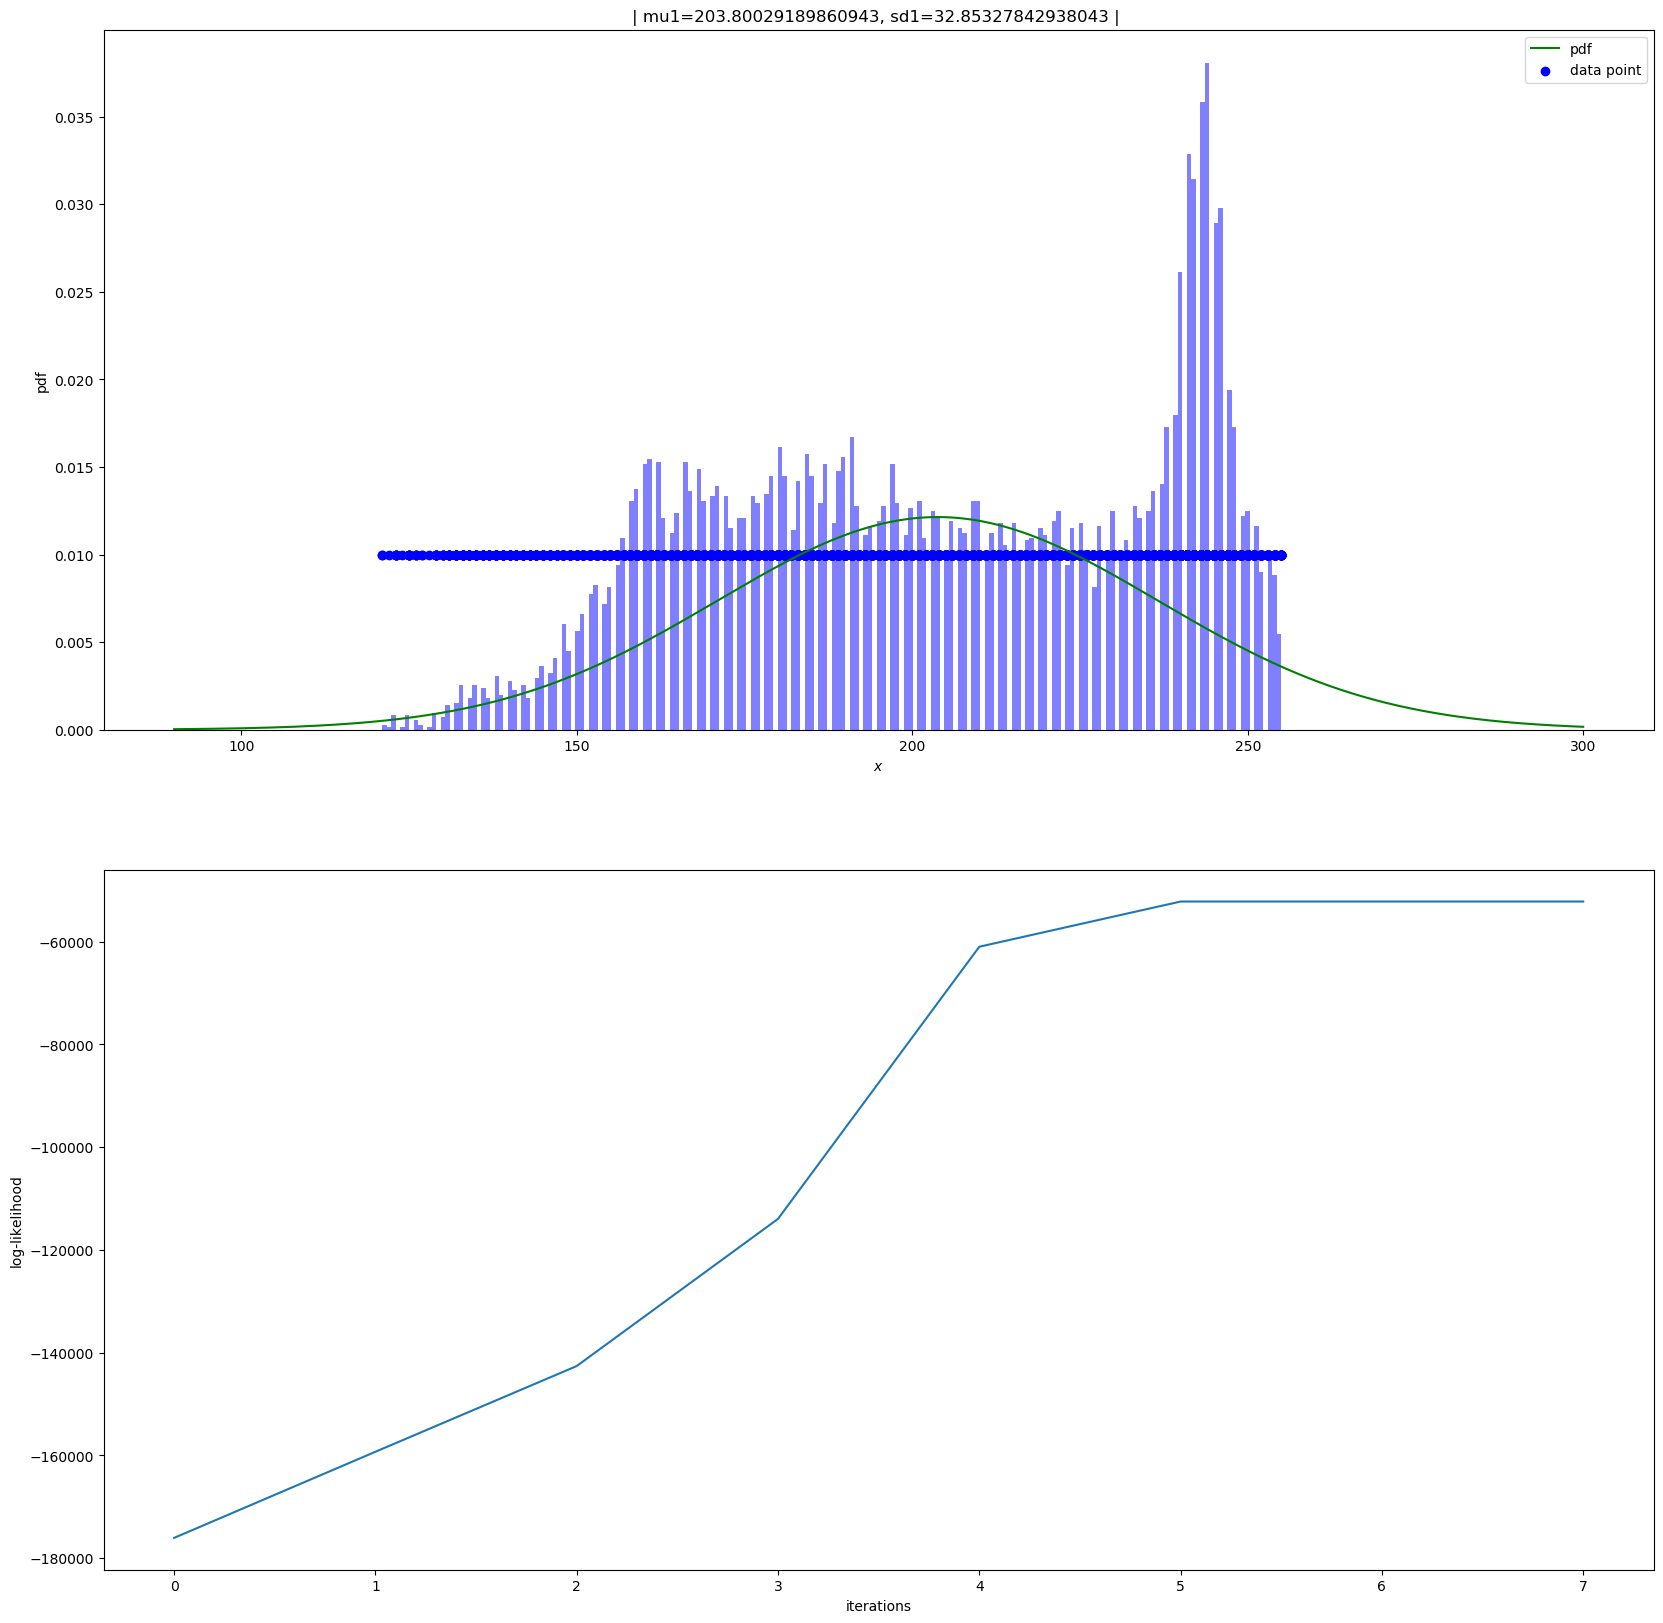 | mu1=203.80029189860943, sd1=32.85327842938043 |
pdf
data point
0.035
0.030
0.025
0.020
0.015
0.010
0.005
0.000
pdf
100 150 200 250 300
x
−60000
−80000
−100000
−120000
−140000
−160000
−180000
log-likelihood
0 1 2 3 4 5 6 7
iterations